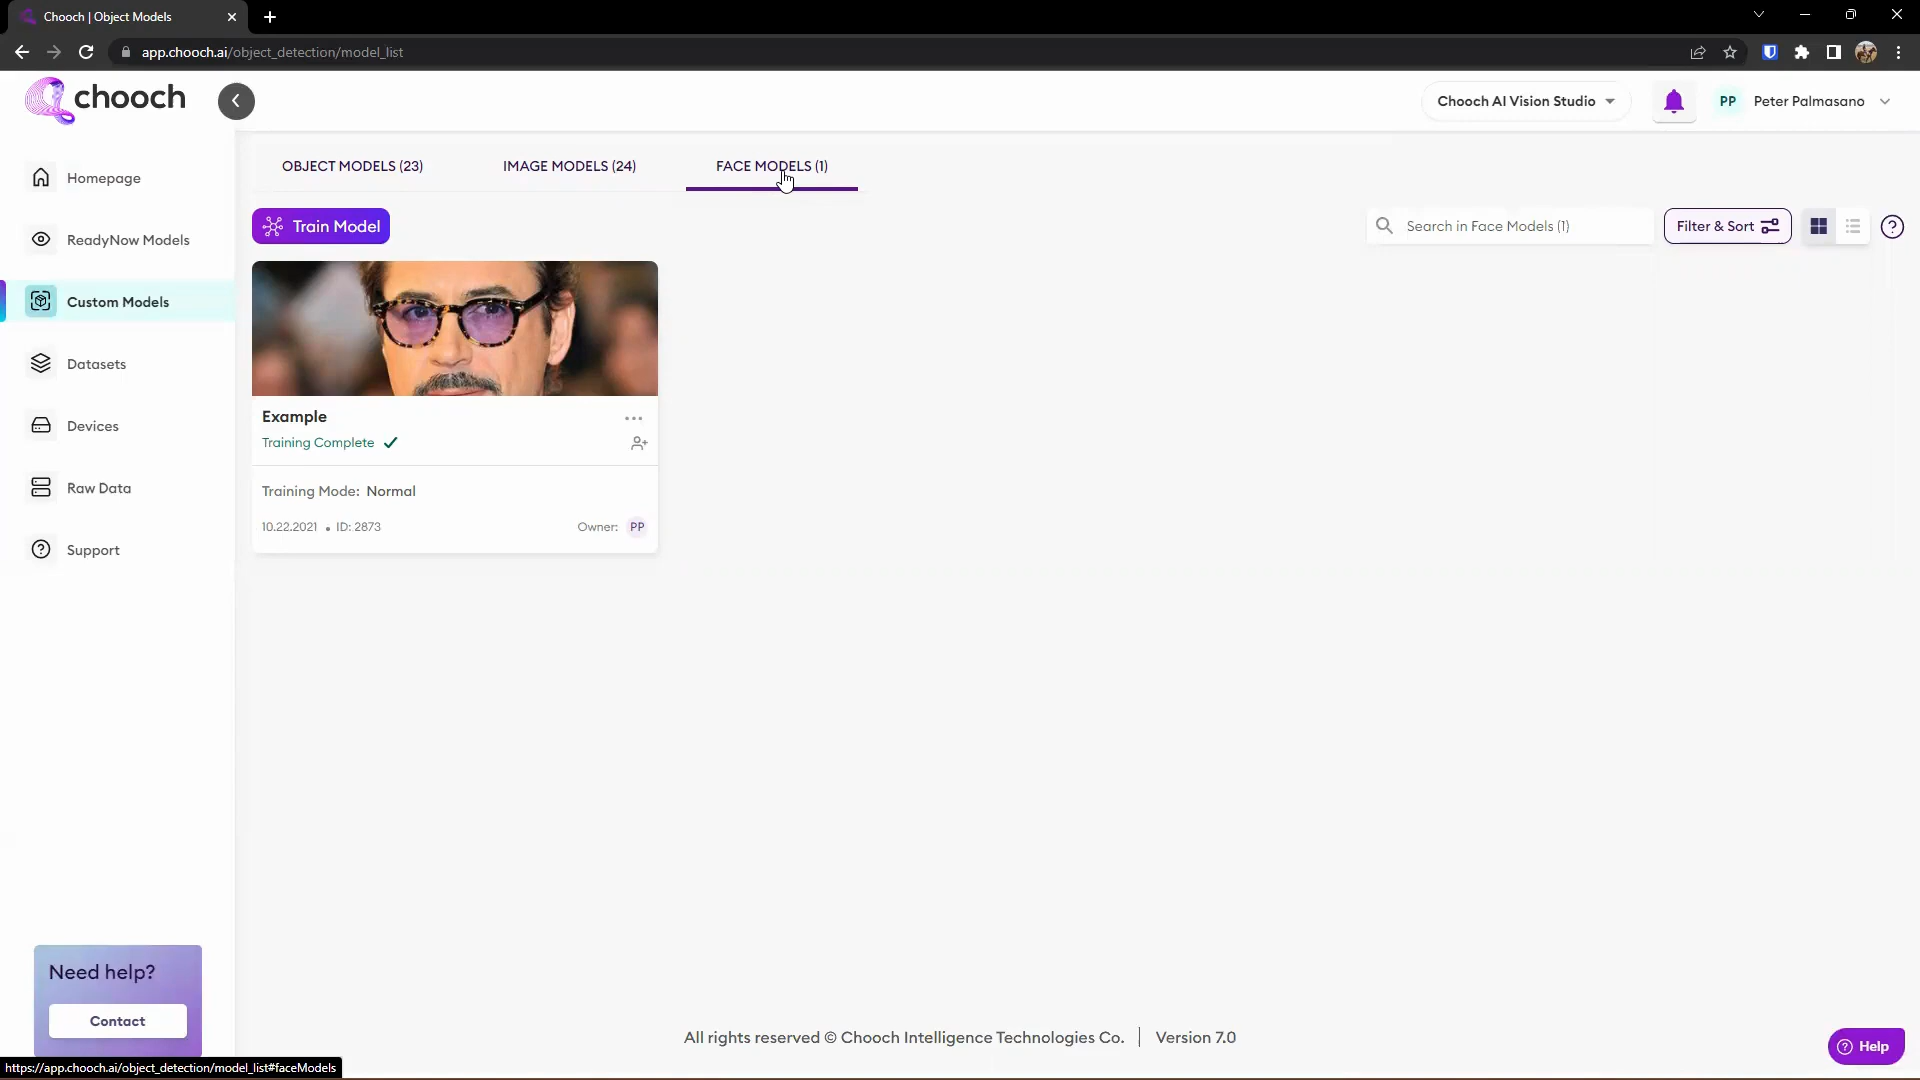 Chooch | Object Models
app.chooch.ai/object_detection/model_list
chooch
Chooch AI Vision Studio
PP Peter Palmasano
Homepage
ReadyNow Models
Custom Models
Datasets
Devices
Raw Data
Support
OBJECT MODELS (23)
IMAGE MODELS (24)
FACE MODELS (1)
Train Model
Search in Face Models (1)
Filter & Sort
Example
Training Complete
Training Mode: Normal
10.22.2021 • ID: 2873
Owner: PP
Need help?
Contact
All rights reserved © Chooch Intelligence Technologies Co. | Version 7.0
Help
https://app.chooch.ai/object_detection/model_list#faceModels